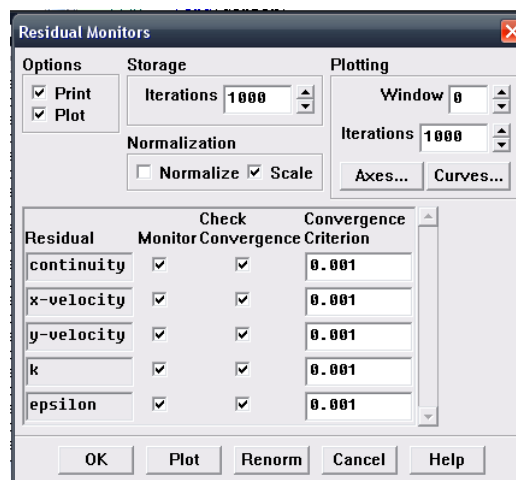 Residual Monitors
Options
Print
Plot
Storage
Iterations 1000
Normalization
Normalize Scale
Plotting
Window 0
Iterations 1000
Axes... Curves...
Residual Monitor Check Convergence Convergence Criterion
continuity 0.001
x-velocity 0.001
y-velocity 0.001
k 0.001
epsilon 0.001
OK Plot Renorm Cancel Help